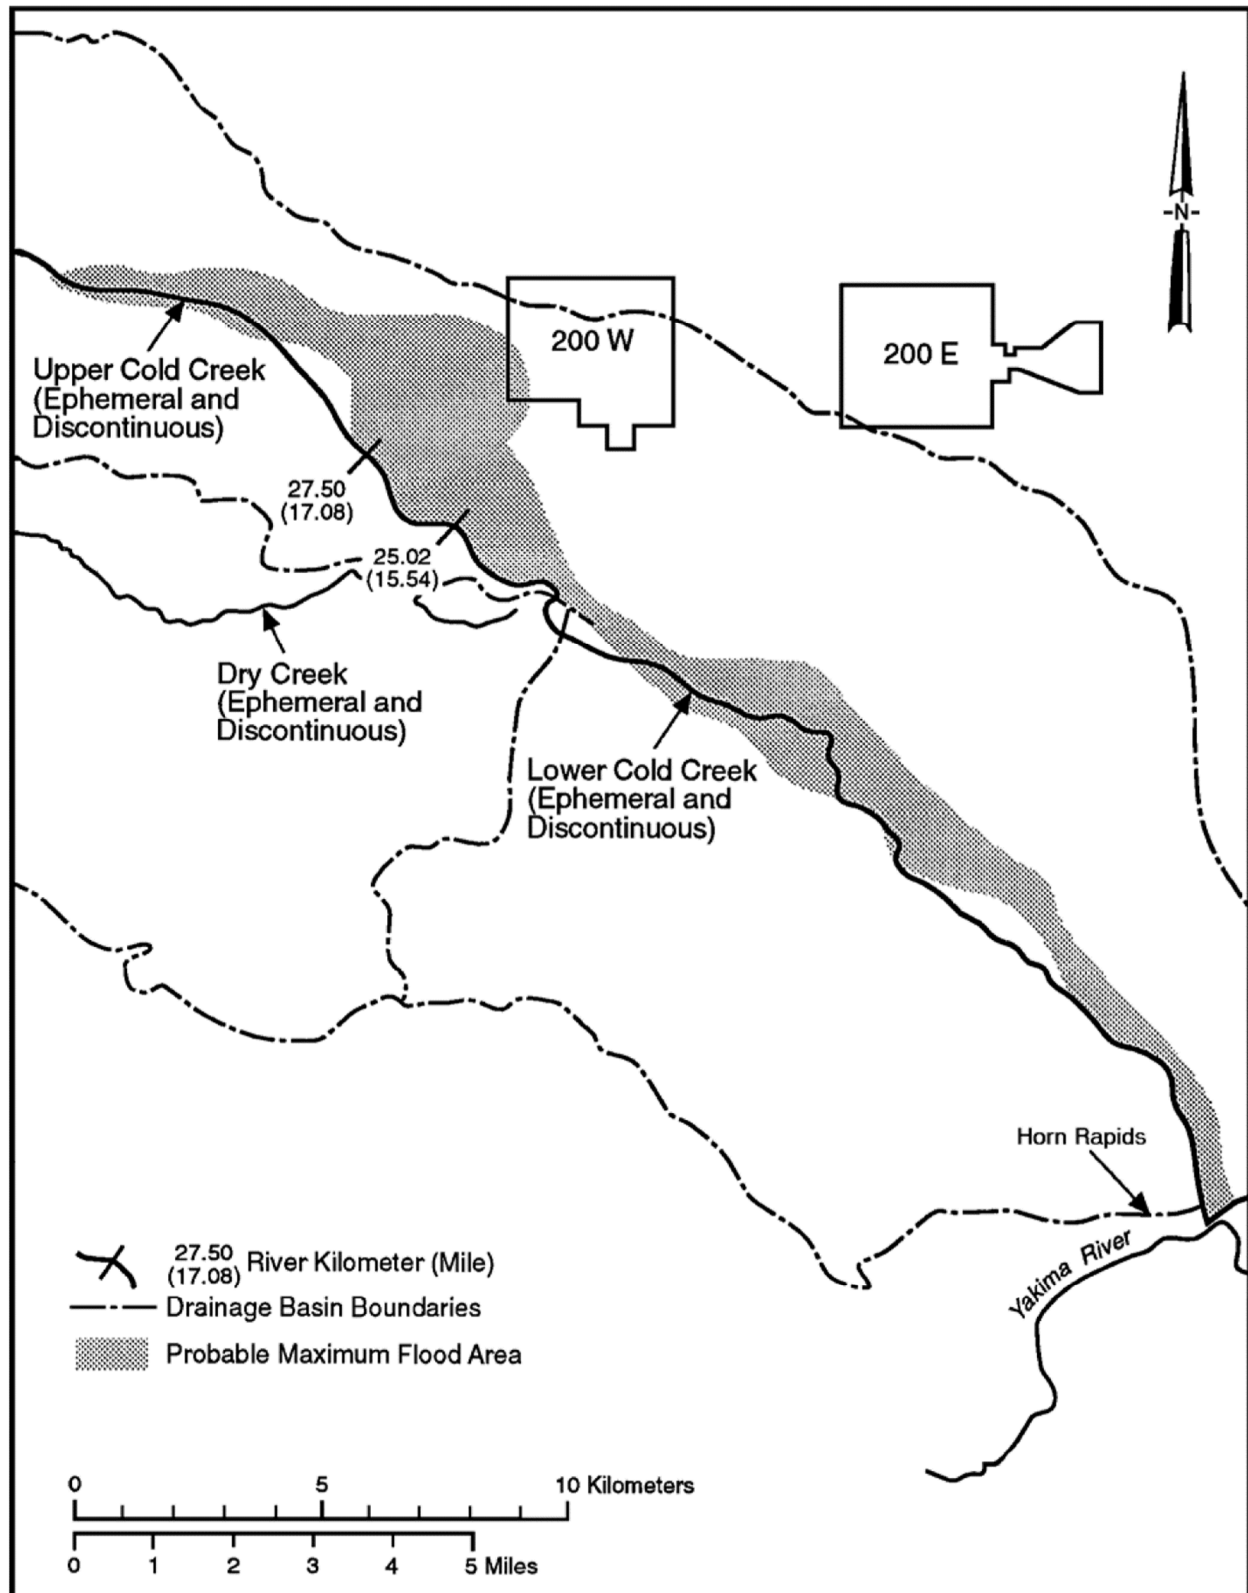 -N-
200 W
200 E
Upper Cold Creek
(Ephemeral and
Discontinuous)
27.50
(17.08)
25.02
(15.54)
Dry Creek
(Ephemeral and
Discontinuous)
Lower Cold Creek
(Ephemeral and
Discontinuous)
Horn Rapids
Yakima River
27.50
(17.08)
River Kilometer (Mile)
Drainage Basin Boundaries
Probable Maximum Flood Area
0 5 10 Kilometers
0 1 2 3 4 5 Miles